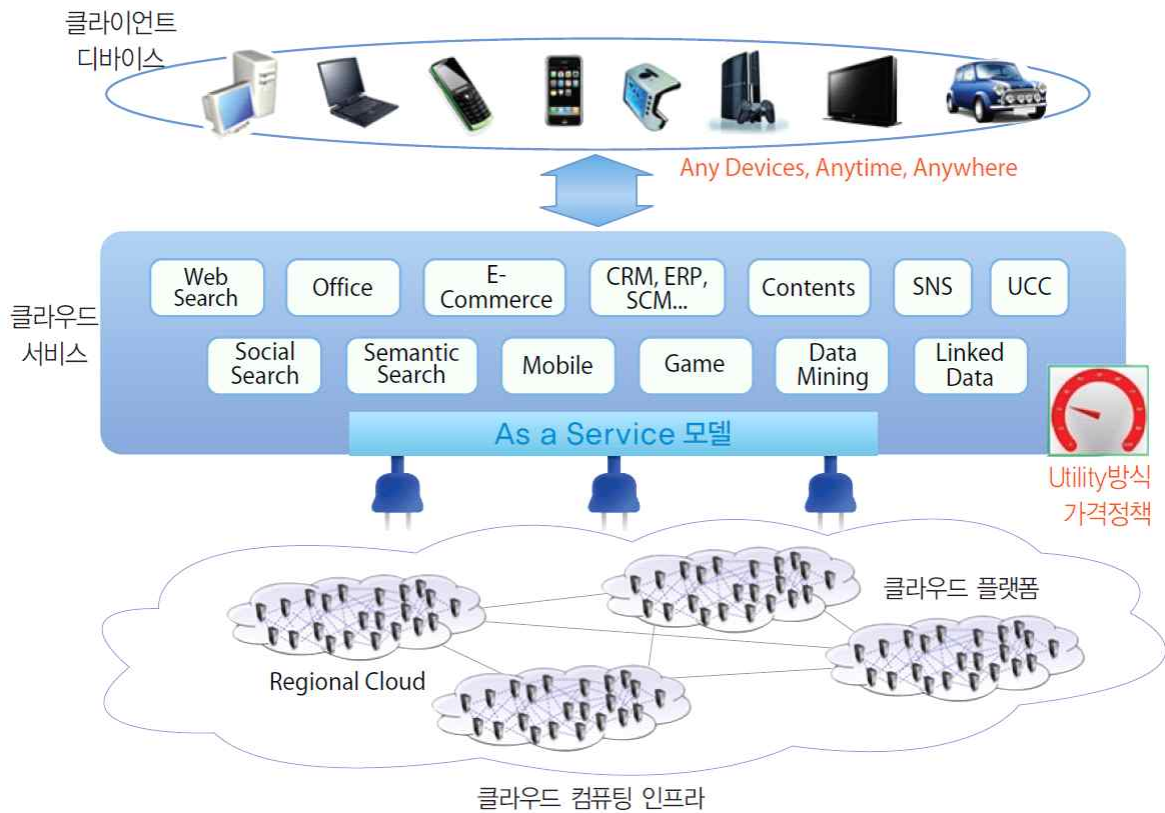 클라이언트
디바이스
Any Devices, Anytime, Anywhere
클라우드
서비스
Web
Search
Office
E-
Commerce
CRM, ERP,
SCM...
Contents
SNS
UCC
Social
Search
Semantic
Search
Mobile
Game
Data
Mining
Linked
Data
As a Service 모델
Utility방식
가격정책
클라우드 플랫폼
Regional Cloud
클라우드 컴퓨팅 인프라